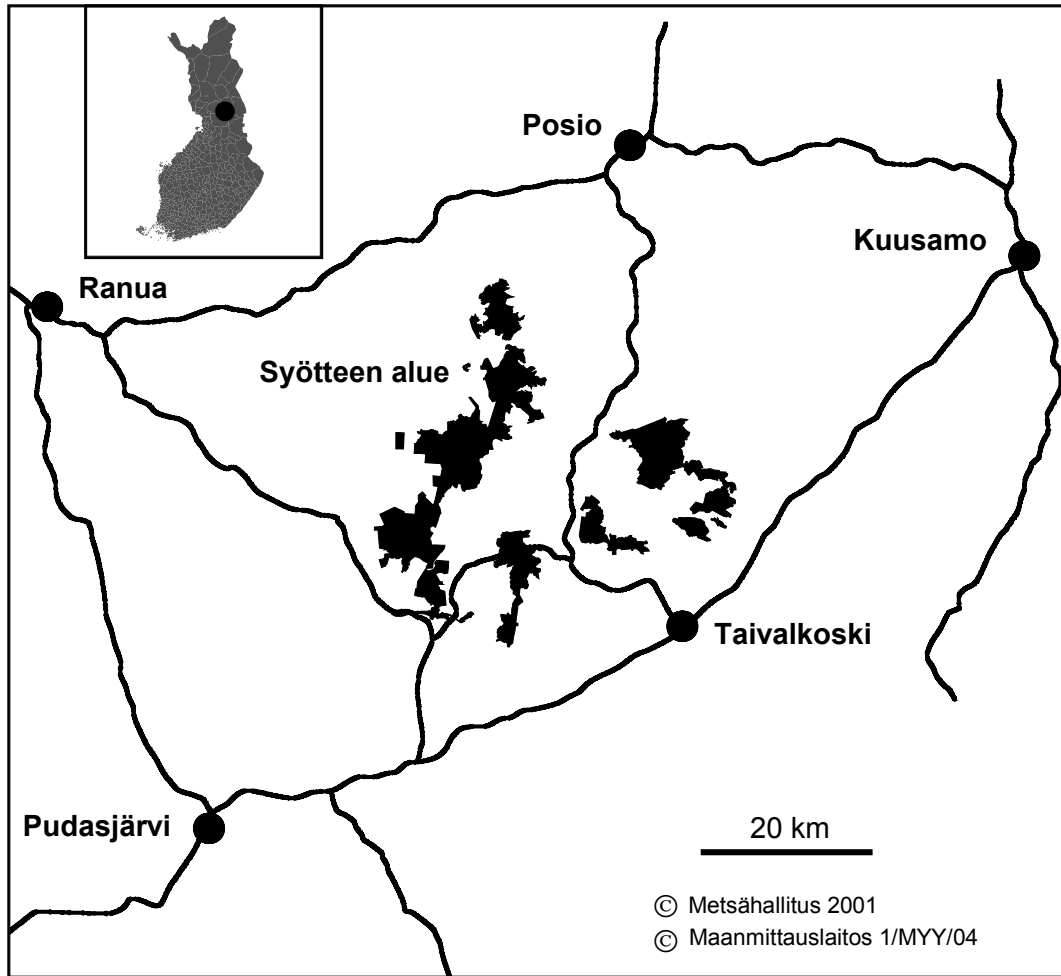 Posio
Kuusamo
Ranua
Syötteen alue
Taivalkoski
Pudasjärvi
20 km
© Metsähallitus 2001
© Maanmittauslaitos 1/MYY/04